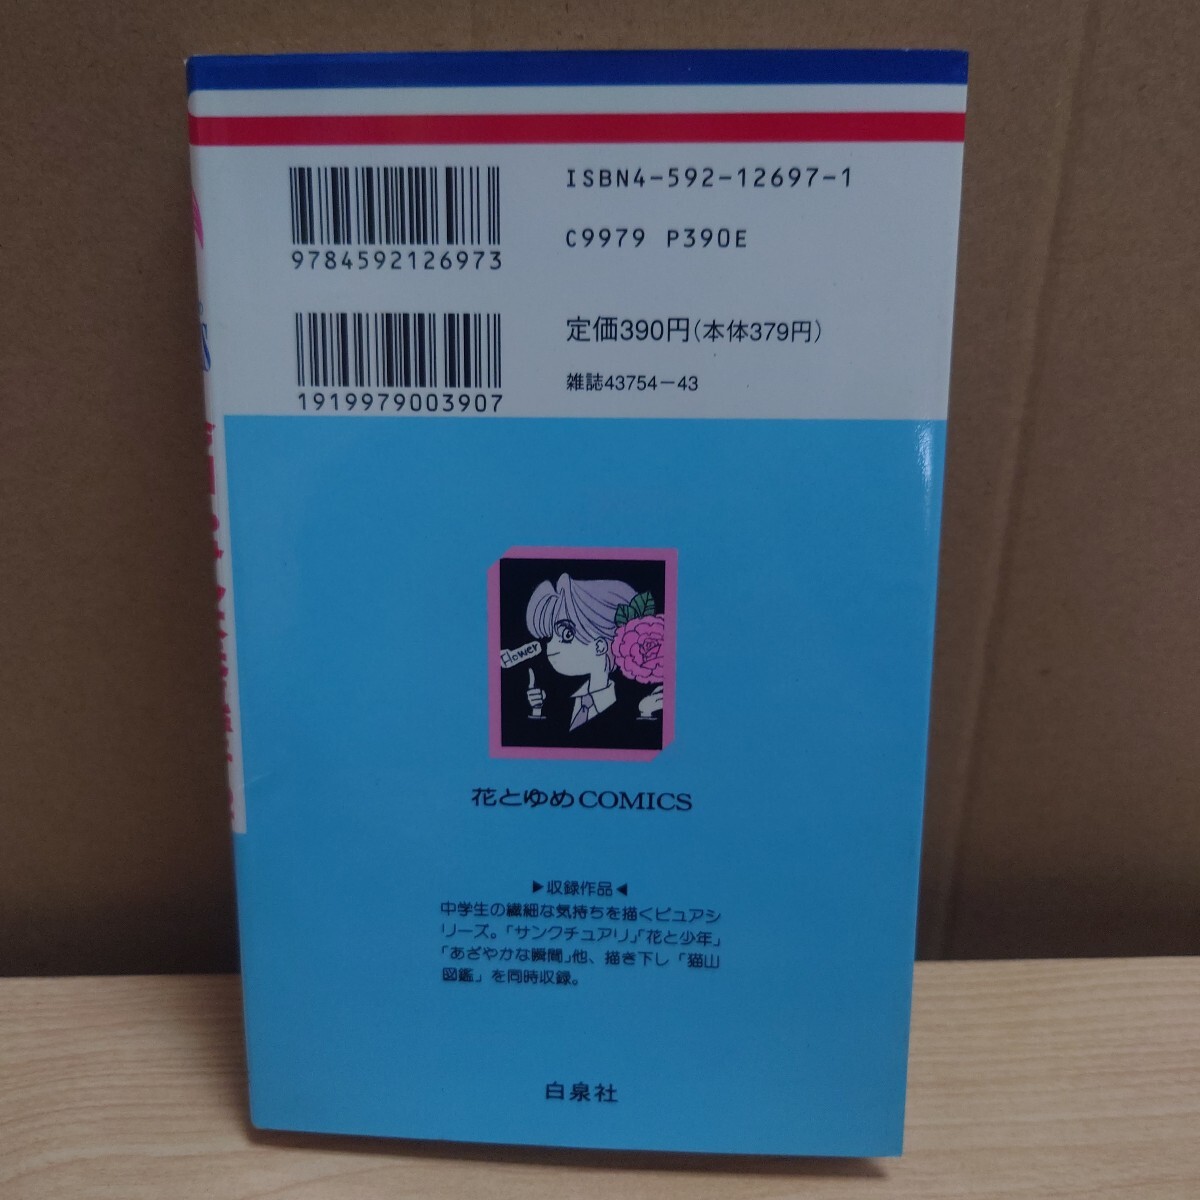 ISBN4-592-12697-1
9784592126973
C9979 P390E
定価390円(本体379円)
雑誌43754-43
1919979003907
Flower
花とゆめCOMICS
▶収録作品◀
中学生の繊細な気持ちを描くピュアシ
リーズ。「サンクチュアリ」「花と少年」
「あざやかな瞬間」他、描き下し「猫山
図鑑」を同時収録。
白泉社